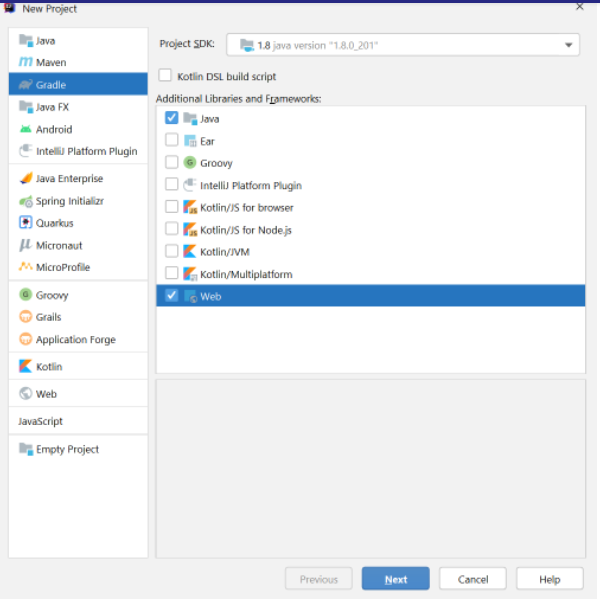 New Project
Java
Maven
Gradle
Java FX
Android
IntelliJ Platform Plugin
Java Enterprise
Spring Initializr
Quarkus
Micronaut
MicroProfile
Groovy
Grails
Application Forge
Kotlin
Web
JavaScript
Empty Project
Project SDK: 1.8 java version "1.8.0_201"
Kotlin DSL build script
Additional Libraries and Frameworks:
Java
Ear
Groovy
IntelliJ Platform Plugin
Kotlin/JS for browser
Kotlin/JS for Node.js
Kotlin/JVM
Kotlin/Multiplatform
Web
Previous Next Cancel Help